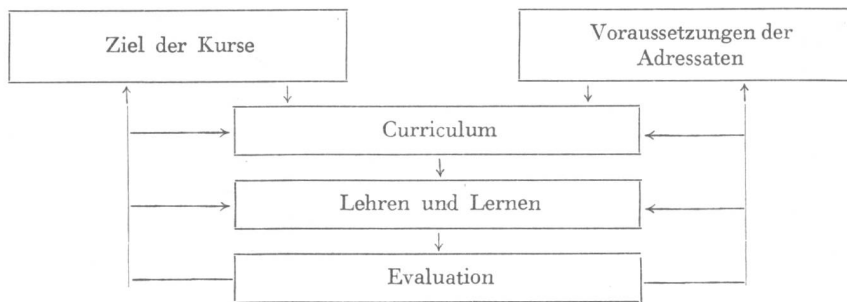 Ziel der Kurse
Voraussetzungen der
Adressaten
Curriculum
Lehren und Lernen
Evaluation